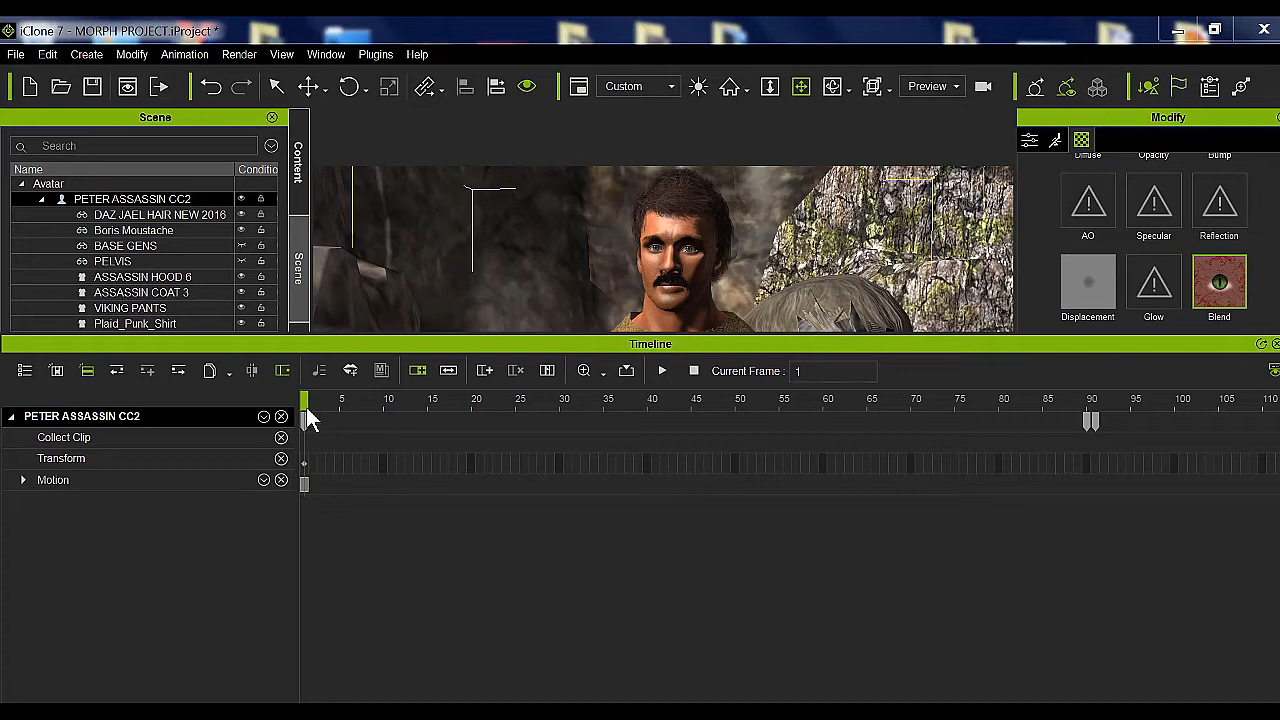 iClone 7 - MORPH PROJECT.iProject *
File Edit Create Modify Animation Render View Window Plugins Help
Custom Preview
Scene
Search
Name Conditio
Avatar
PETER ASSASSIN CC2
DAZ JAEL HAIR NEW 2016
Boris Moustache
BASE GENS
PELVIS
ASSASSIN HOOD 6
ASSASSIN COAT 3
VIKING PANTS
Plaid_Punk_Shirt
Content
Scene
Modify
Diffuse Opacity Bump
AO Specular Reflection
Displacement Glow Blend
Timeline
Current Frame : 1
5 10 15 20 25 30 35 40 45 50 55 60 65 70 75 80 85 90 95 100 105 110
PETER ASSASSIN CC2
Collect Clip
Transform
Motion